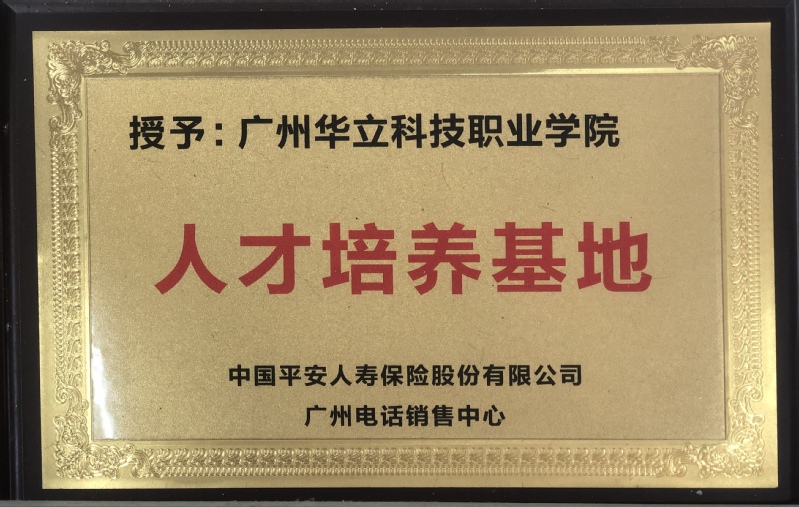 授予：广州华立科技职业学院
人才培养基地
中国平安人寿保险股份有限公司
广州电话销售中心